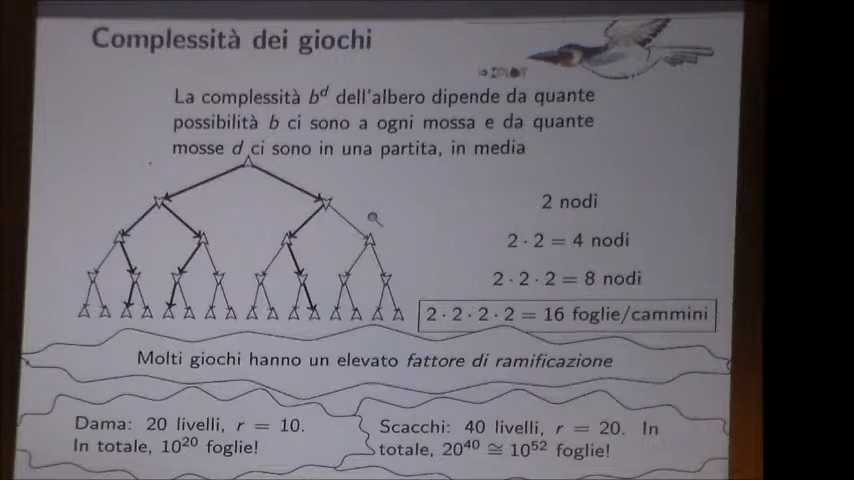 Complessità dei giochi
La complessità b^d dell'albero dipende da quante
possibilità b ci sono a ogni mossa e da quante
mosse d ci sono in una partita, in media
2 nodi
2 · 2 = 4 nodi
2 · 2 · 2 = 8 nodi
2 · 2 · 2 · 2 = 16 foglie/cammini
Molti giochi hanno un elevato fattore di ramificazione
Dama: 20 livelli, r = 10.
In totale, 10^20 foglie!
Scacchi: 40 livelli, r = 20. In
totale, 20^40 ≅ 10^52 foglie!